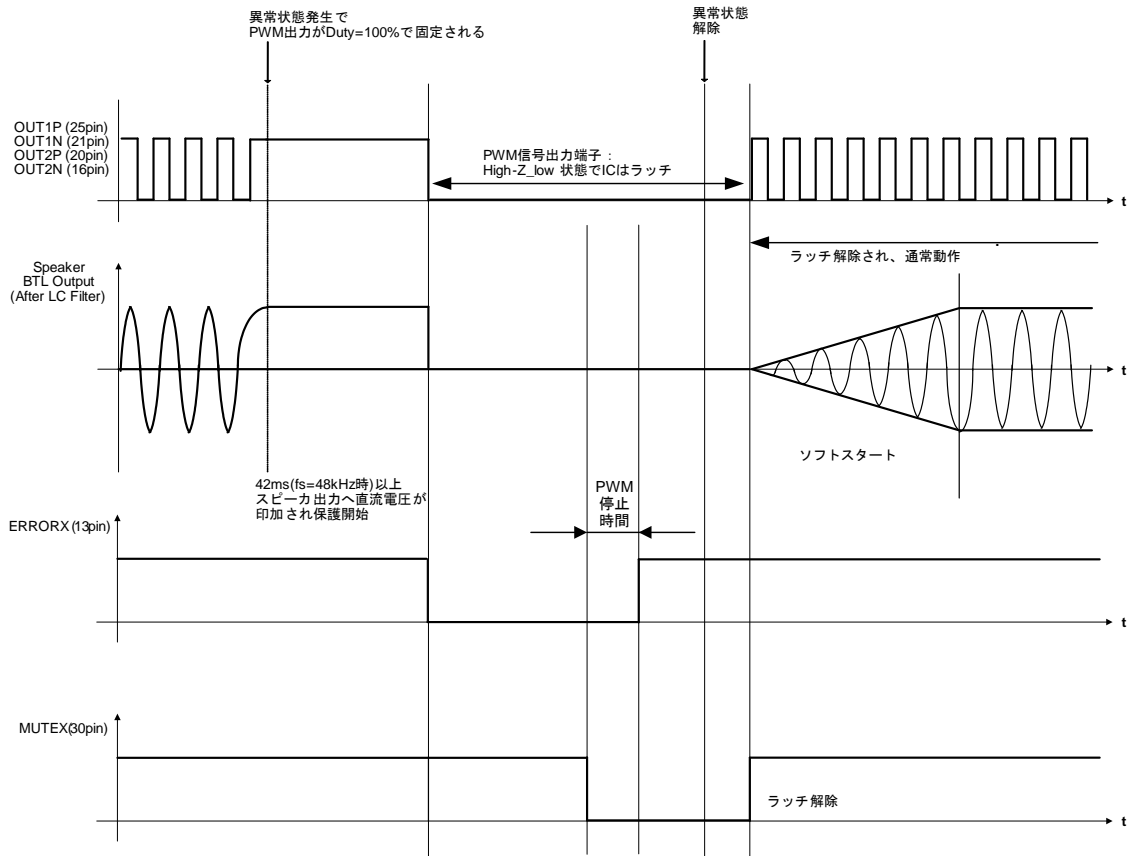 異常状態発生で
PWM出力がDuty=100%で固定される
異常状態
解除
OUT1P (25pin)
OUT1N (21pin)
OUT2P (20pin)
OUT2N (16pin)
PWM信号出力端子：
High-Z_low 状態でICはラッチ
t
ラッチ解除され、通常動作
Speaker
BTL Output
(After LC Filter)
t
ソフトスタート
42ms(fs=48kHz時)以上
スピーカ出力へ直流電圧が
印加され保護開始
PWM
停止
時間
ERRORX (13pin)
t
MUTEX(30pin)
ラッチ解除
t